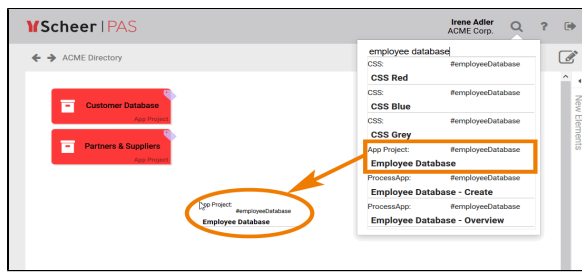 Scheer PAS
Irene Adler
ACME Corp.
?
ACME Directory
employee database
CSS: #employeeDatabase
CSS Red
CSS: #employeeDatabase
CSS Blue
CSS: #employeeDatabase
CSS Grey
App Project: #employeeDatabase
Employee Database
ProcessApp: #employeeDatabase
Employee Database - Create
ProcessApp: #employeeDatabase
Employee Database - Overview
New Elements
Customer Database
App Project
Partners & Suppliers
App Project
App Project:
#employeeDatabase
Employee Database